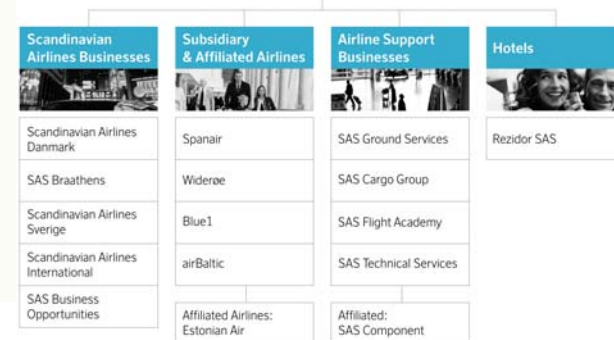 Scandinavian
Airlines Businesses
Subsidiary
& Affiliated Airlines
Airline Support
Businesses
Hotels
Scandinavian Airlines
Danmark
SAS Braathens
Scandinavian Airlines
Sverige
Scandinavian Airlines
International
SAS Business
Opportunities
Spanair
Widerøe
Blue1
airBaltic
Affiliated Airlines:
Estonian Air
SAS Ground Services
SAS Cargo Group
SAS Flight Academy
SAS Technical Services
Affiliated:
SAS Component
Rezidor SAS